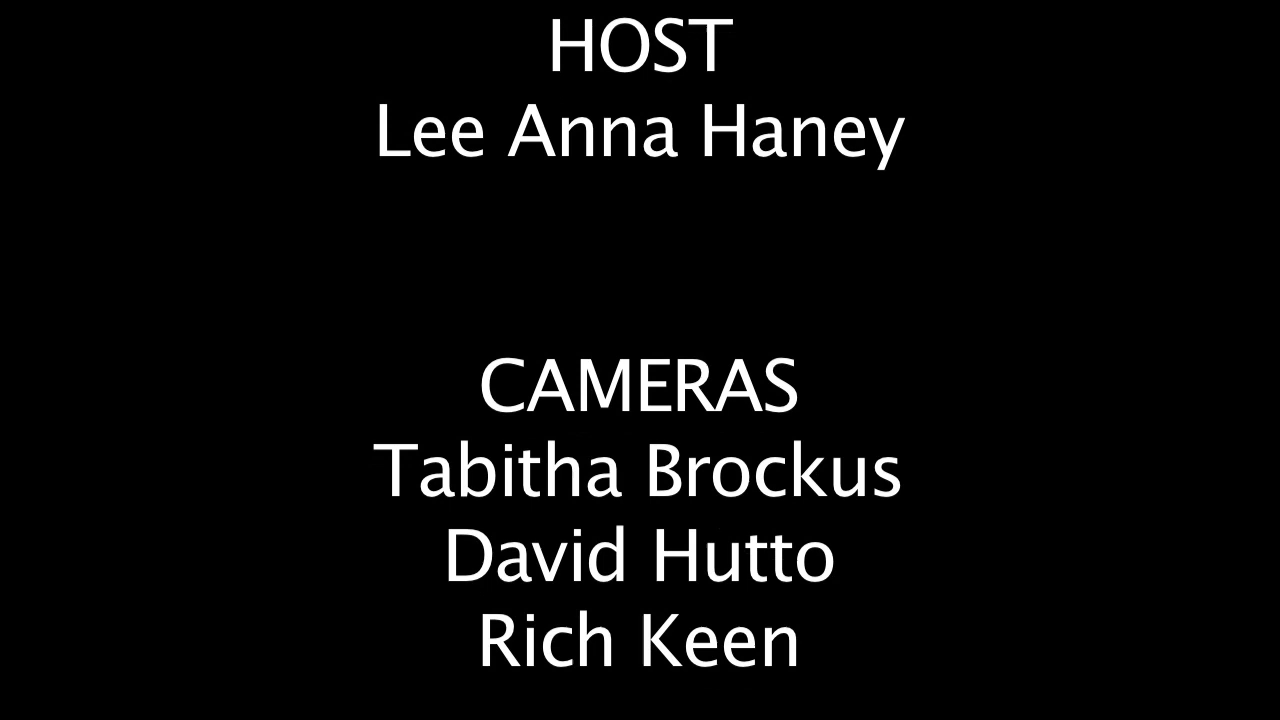 HOST
Lee Anna Haney
CAMERAS
Tabitha Brockus
David Hutto
Rich Keen